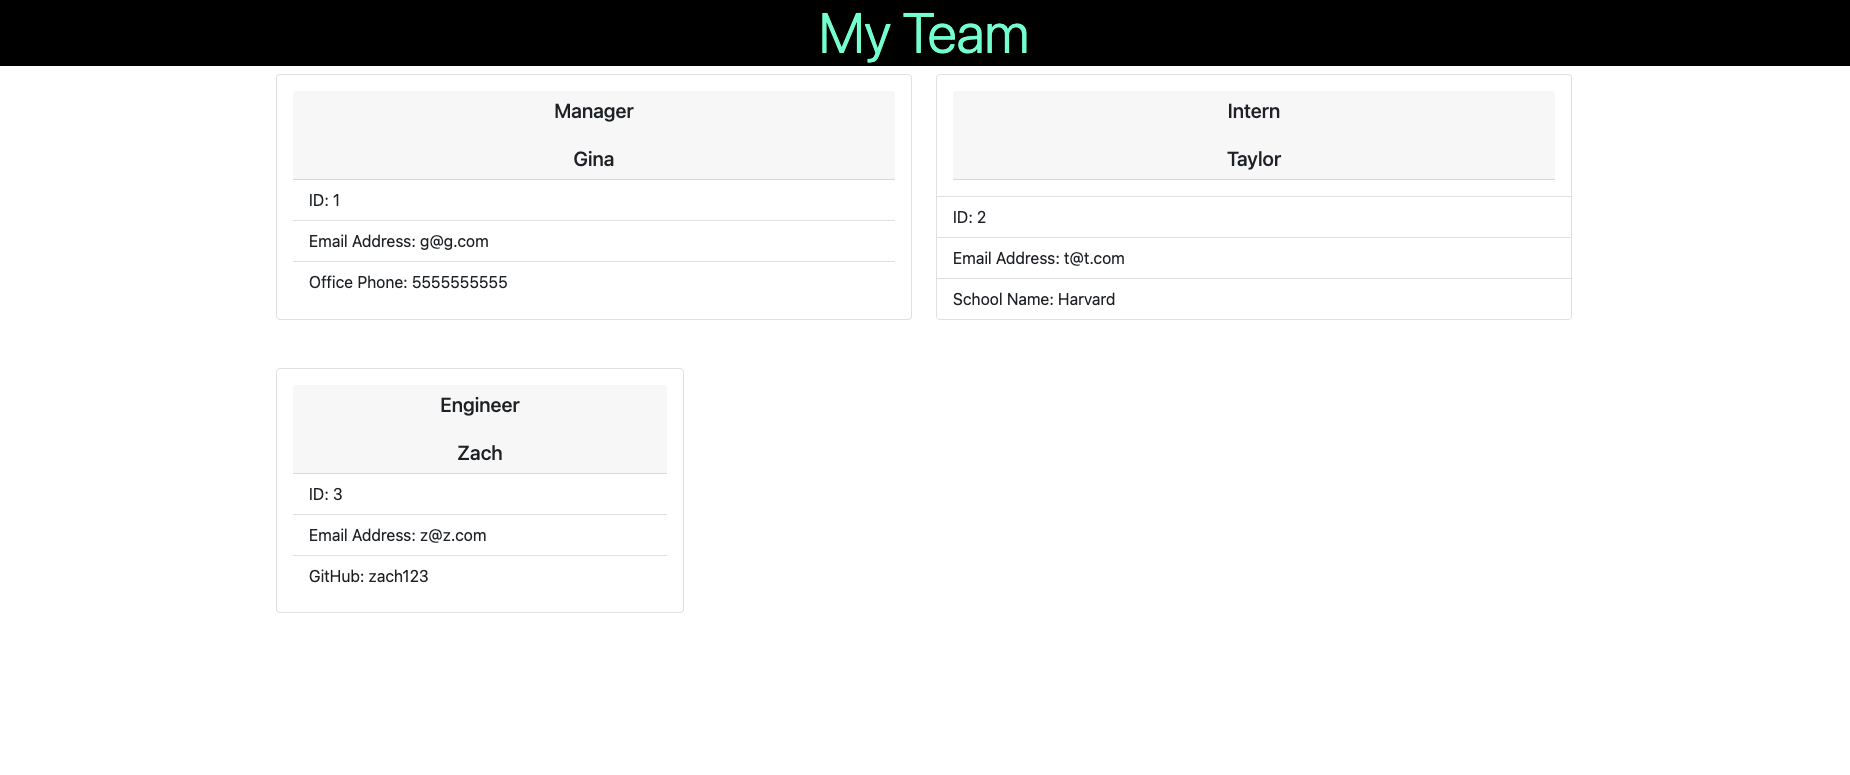 My Team
Manager
Gina
ID: 1
Email Address: g@g.com
Office Phone: 5555555555
Intern
Taylor
ID: 2
Email Address: t@t.com
School Name: Harvard
Engineer
Zach
ID: 3
Email Address: z@z.com
GitHub: zach123